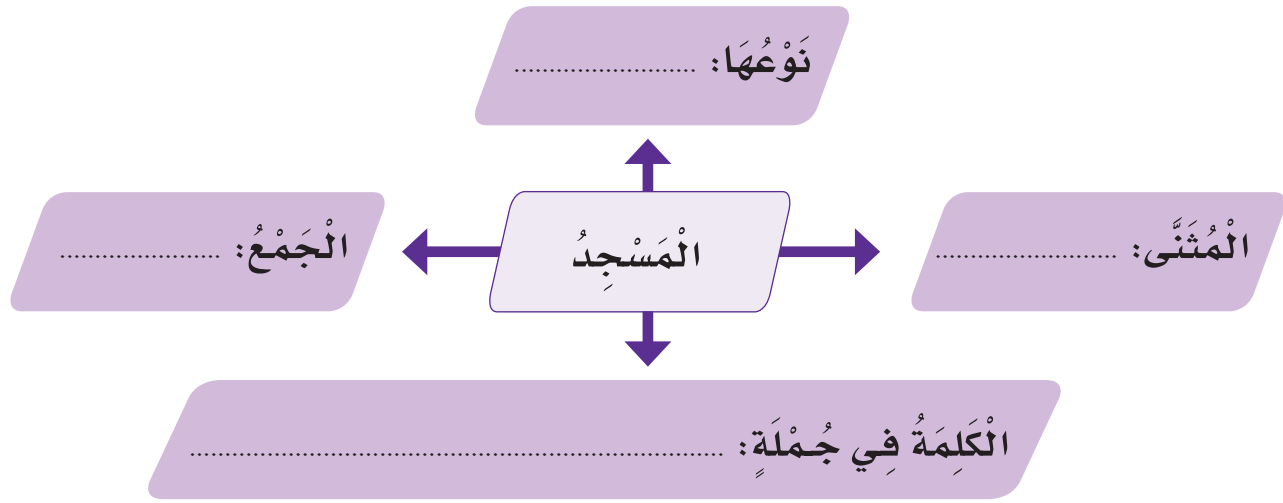 نَوْعُهَا: ..........................
الْمُثَنَّى: ..........................
الْمَسْجِدُ
الْجَمْعُ: .......................
الْكَلِمَةُ فِي جُمْلَةٍ: ............................................................................